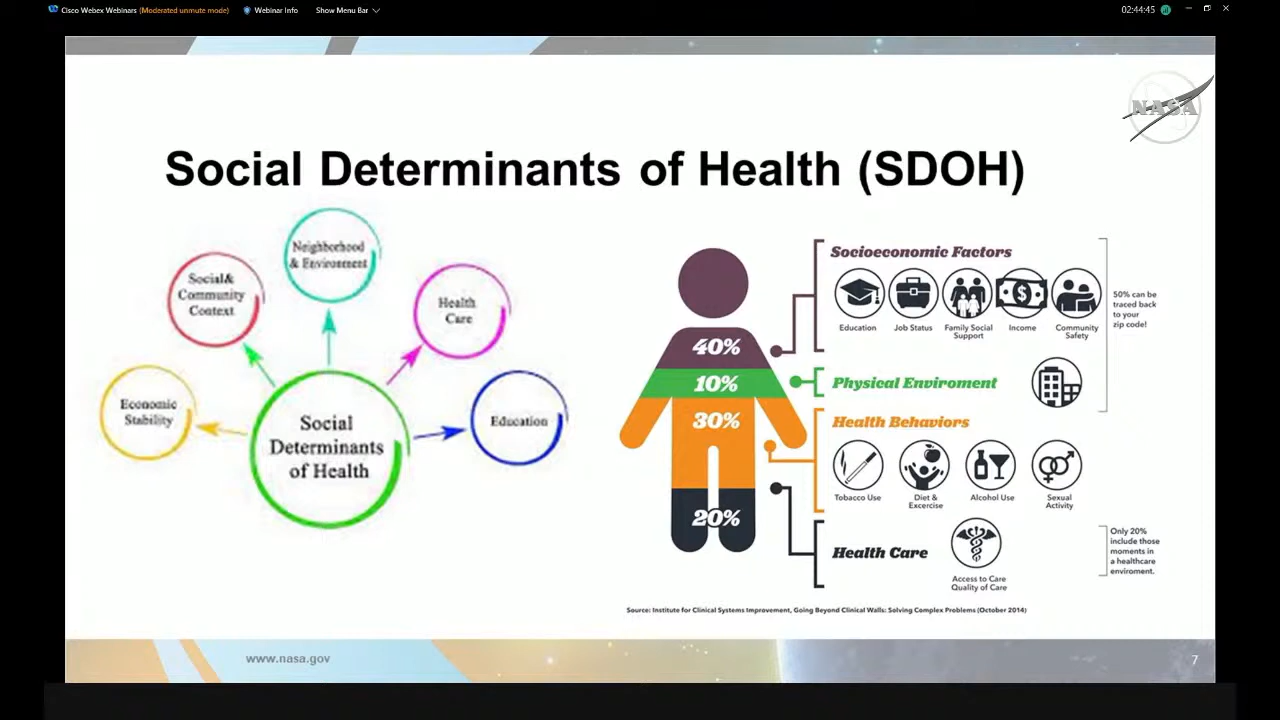 Cisco Webex Webinars (Moderated unmute mode)
Webinar Info
Show Menu Bar
02:44:45
NASA
Social Determinants of Health (SDOH)
Neighborhood
& Environment
Social&
Community
Context
Health
Care
Economic
Stability
Education
Social
Determinants
of Health
40%
10%
30%
20%
Socioeconomic Factors
Education
Job Status
Family Social
Support
Income
Community
Safety
50% can be
traced back
to your
zip code!
Physical Enviroment
Health Behaviors
Tobacco Use
Diet &
Excercise
Alcohol Use
Sexual
Activity
Health Care
Access to Care
Quality of Care
Only 20%
include those
moments in
a healthcare
enviroment.
Source: Institute for Clinical Systems Improvement, Going Beyond Clinical Walls: Solving Complex Problems (October 2014)
www.nasa.gov
7